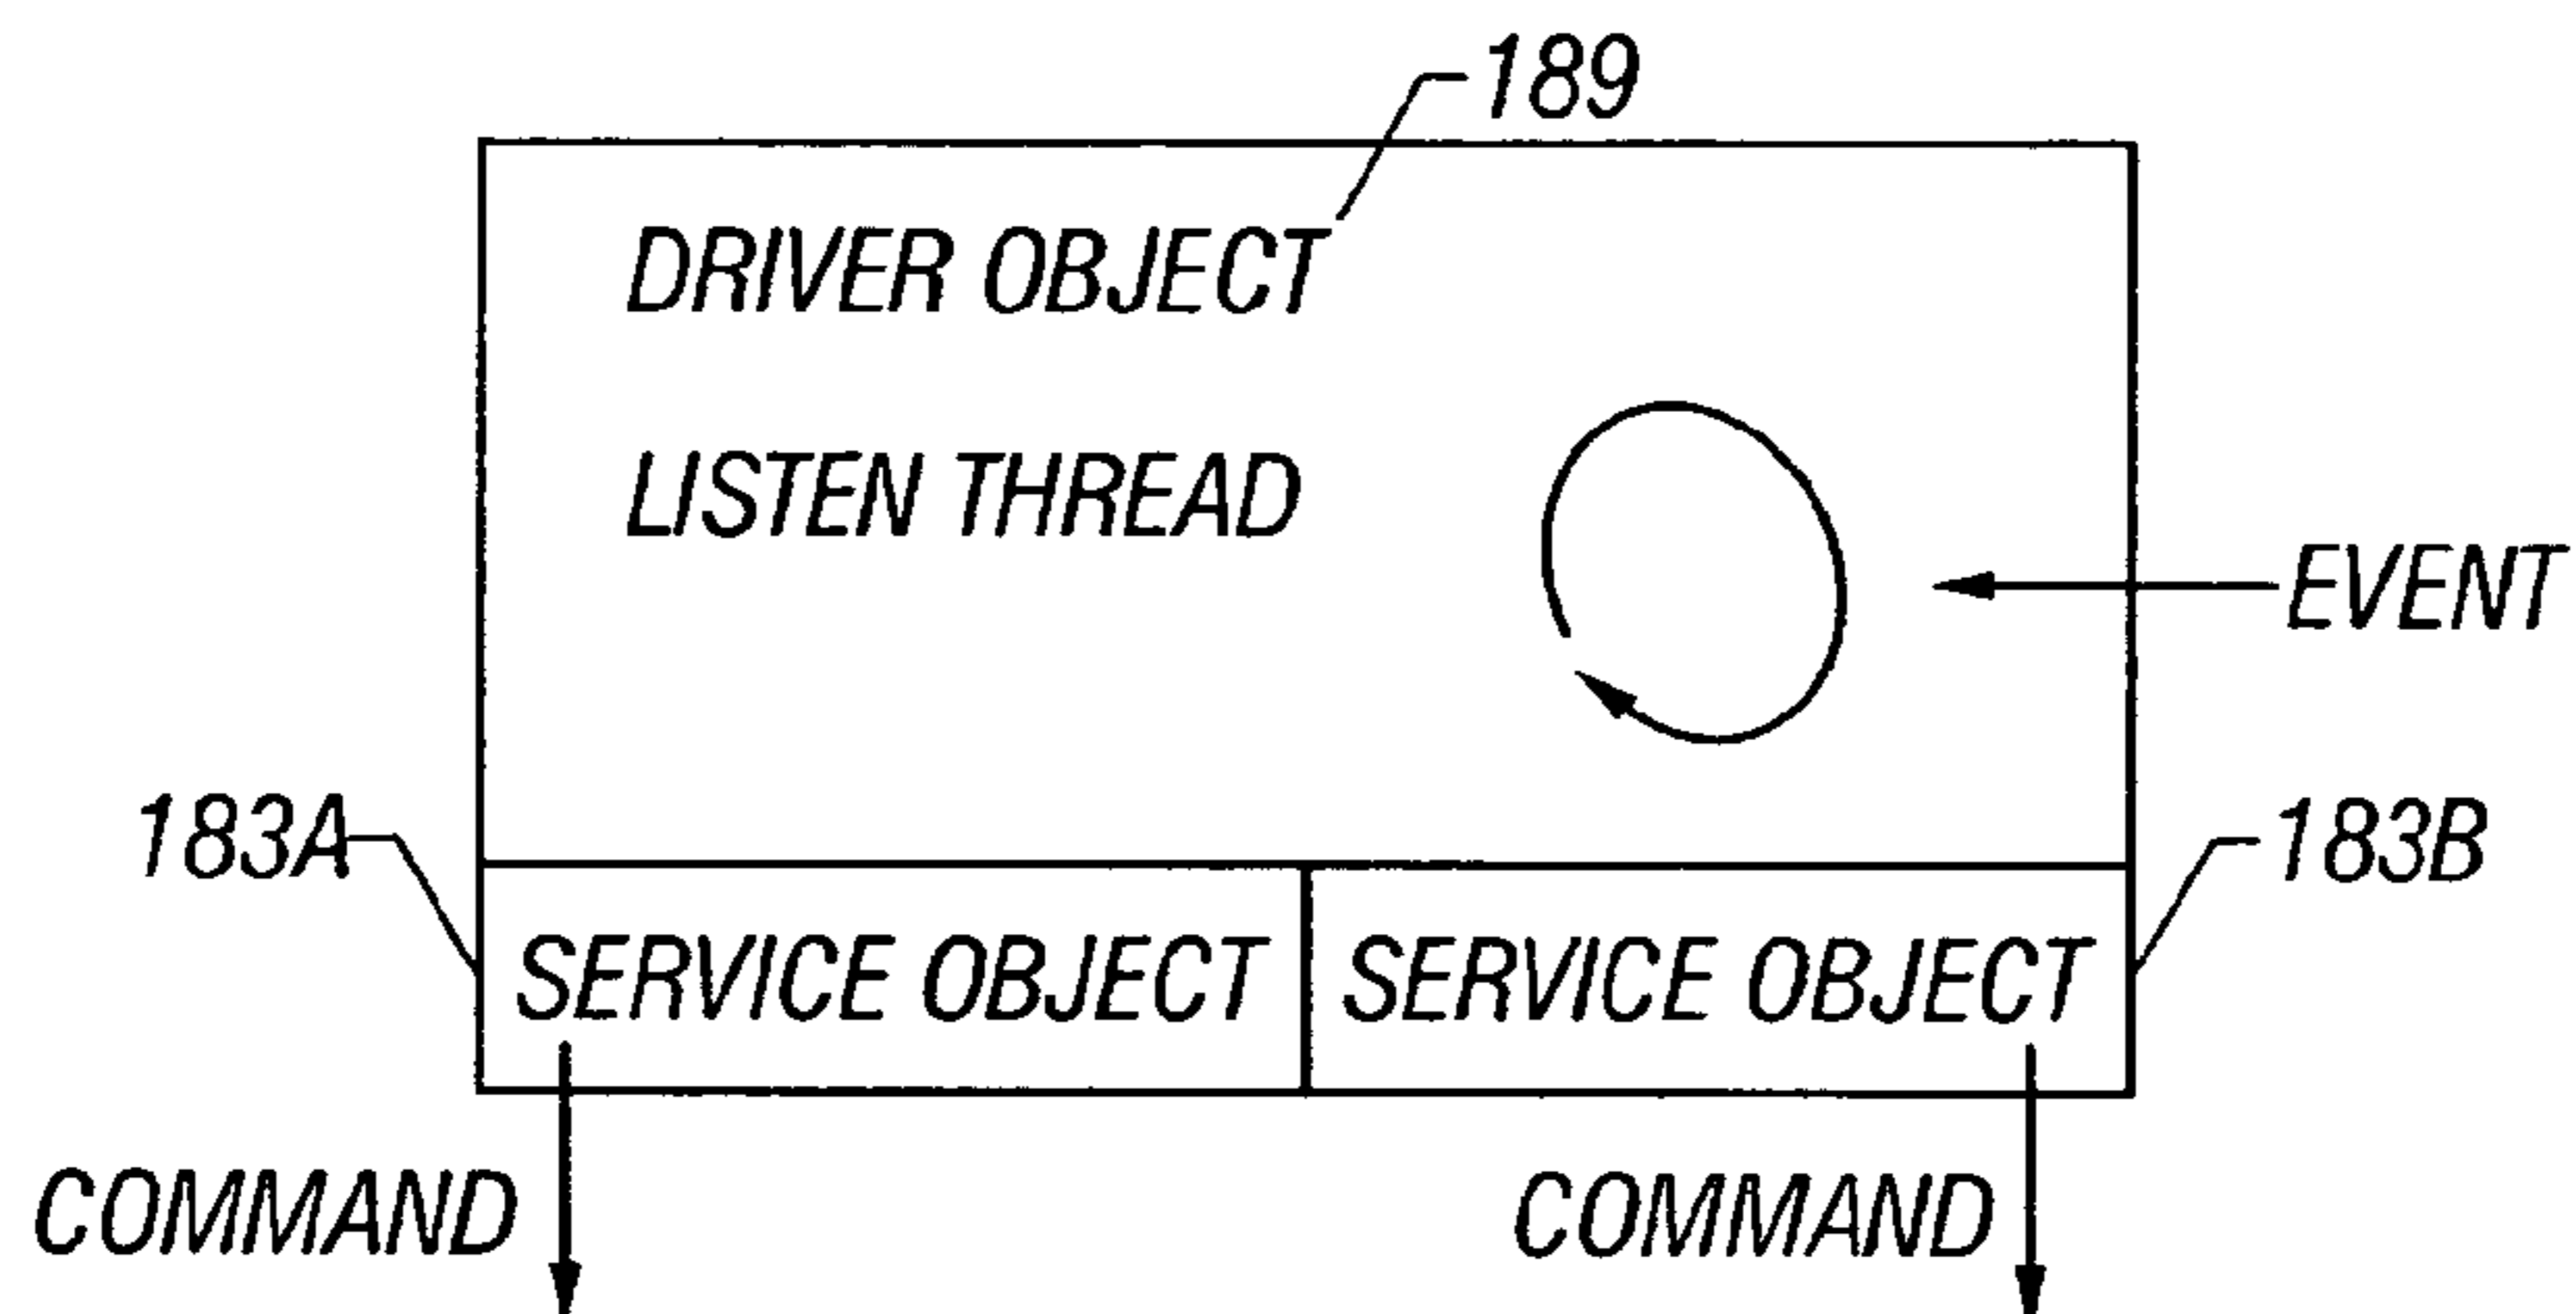 189
DRIVER OBJECT
LISTEN THREAD
EVENT
183A
183B
SERVICE OBJECT
SERVICE OBJECT
COMMAND
COMMAND